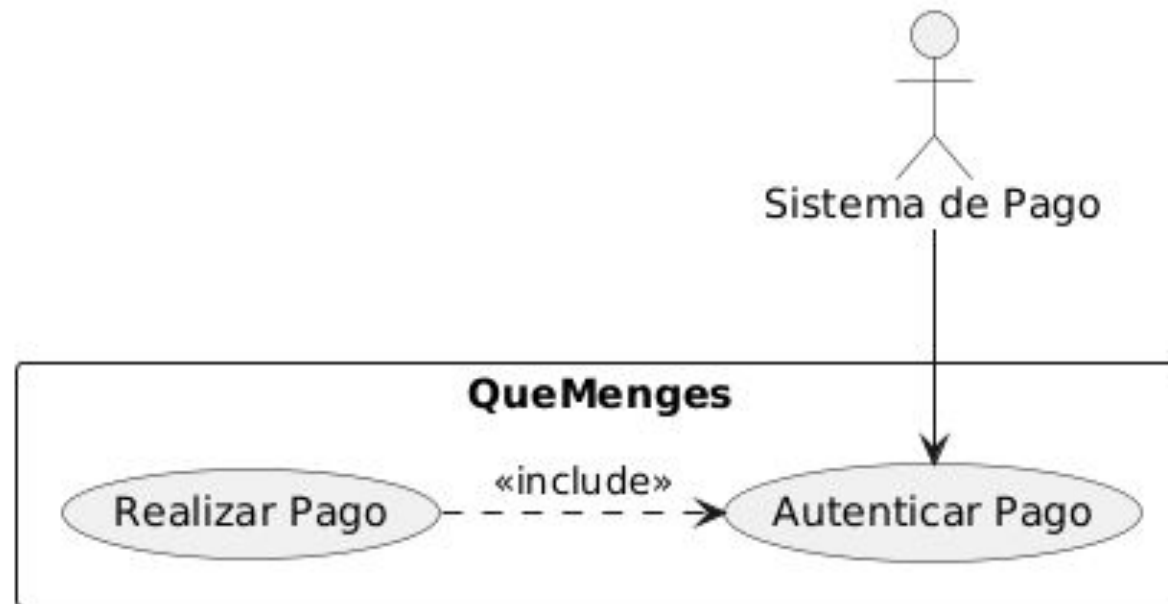 Sistema de Pago
QueMenges
«include»
Realizar Pago
Autenticar Pago